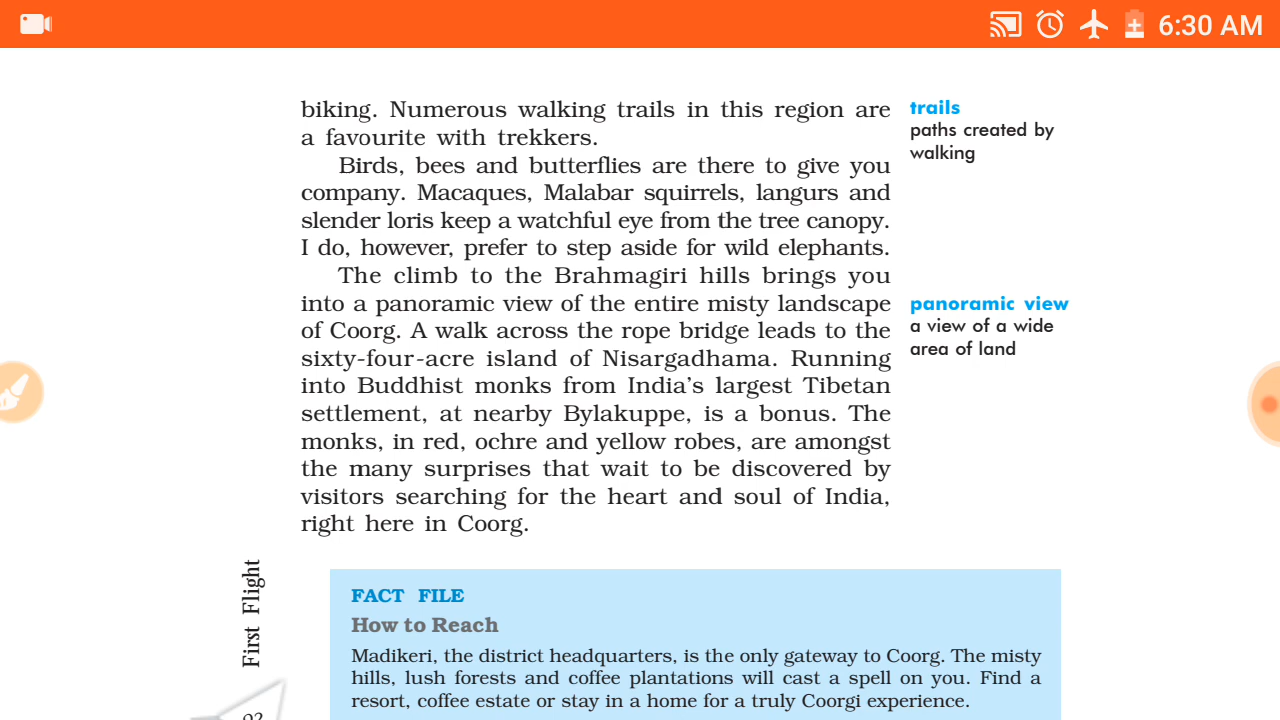 6:30 AM
biking. Numerous walking trails in this region are
a favourite with trekkers.
Birds, bees and butterflies are there to give you
company. Macaques, Malabar squirrels, langurs and
slender loris keep a watchful eye from the tree canopy.
I do, however, prefer to step aside for wild elephants.
The climb to the Brahmagiri hills brings you
into a panoramic view of the entire misty landscape
of Coorg. A walk across the rope bridge leads to the
sixty-four-acre island of Nisargadhama. Running
into Buddhist monks from India's largest Tibetan
settlement, at nearby Bylakuppe, is a bonus. The
monks, in red, ochre and yellow robes, are amongst
the many surprises that wait to be discovered by
visitors searching for the heart and soul of India,
right here in Coorg.
trails
paths created by
walking
panoramic view
a view of a wide
area of land
First Flight
FACT FILE
How to Reach
Madikeri, the district headquarters, is the only gateway to Coorg. The misty
hills, lush forests and coffee plantations will cast a spell on you. Find a
resort, coffee estate or stay in a home for a truly Coorgi experience.